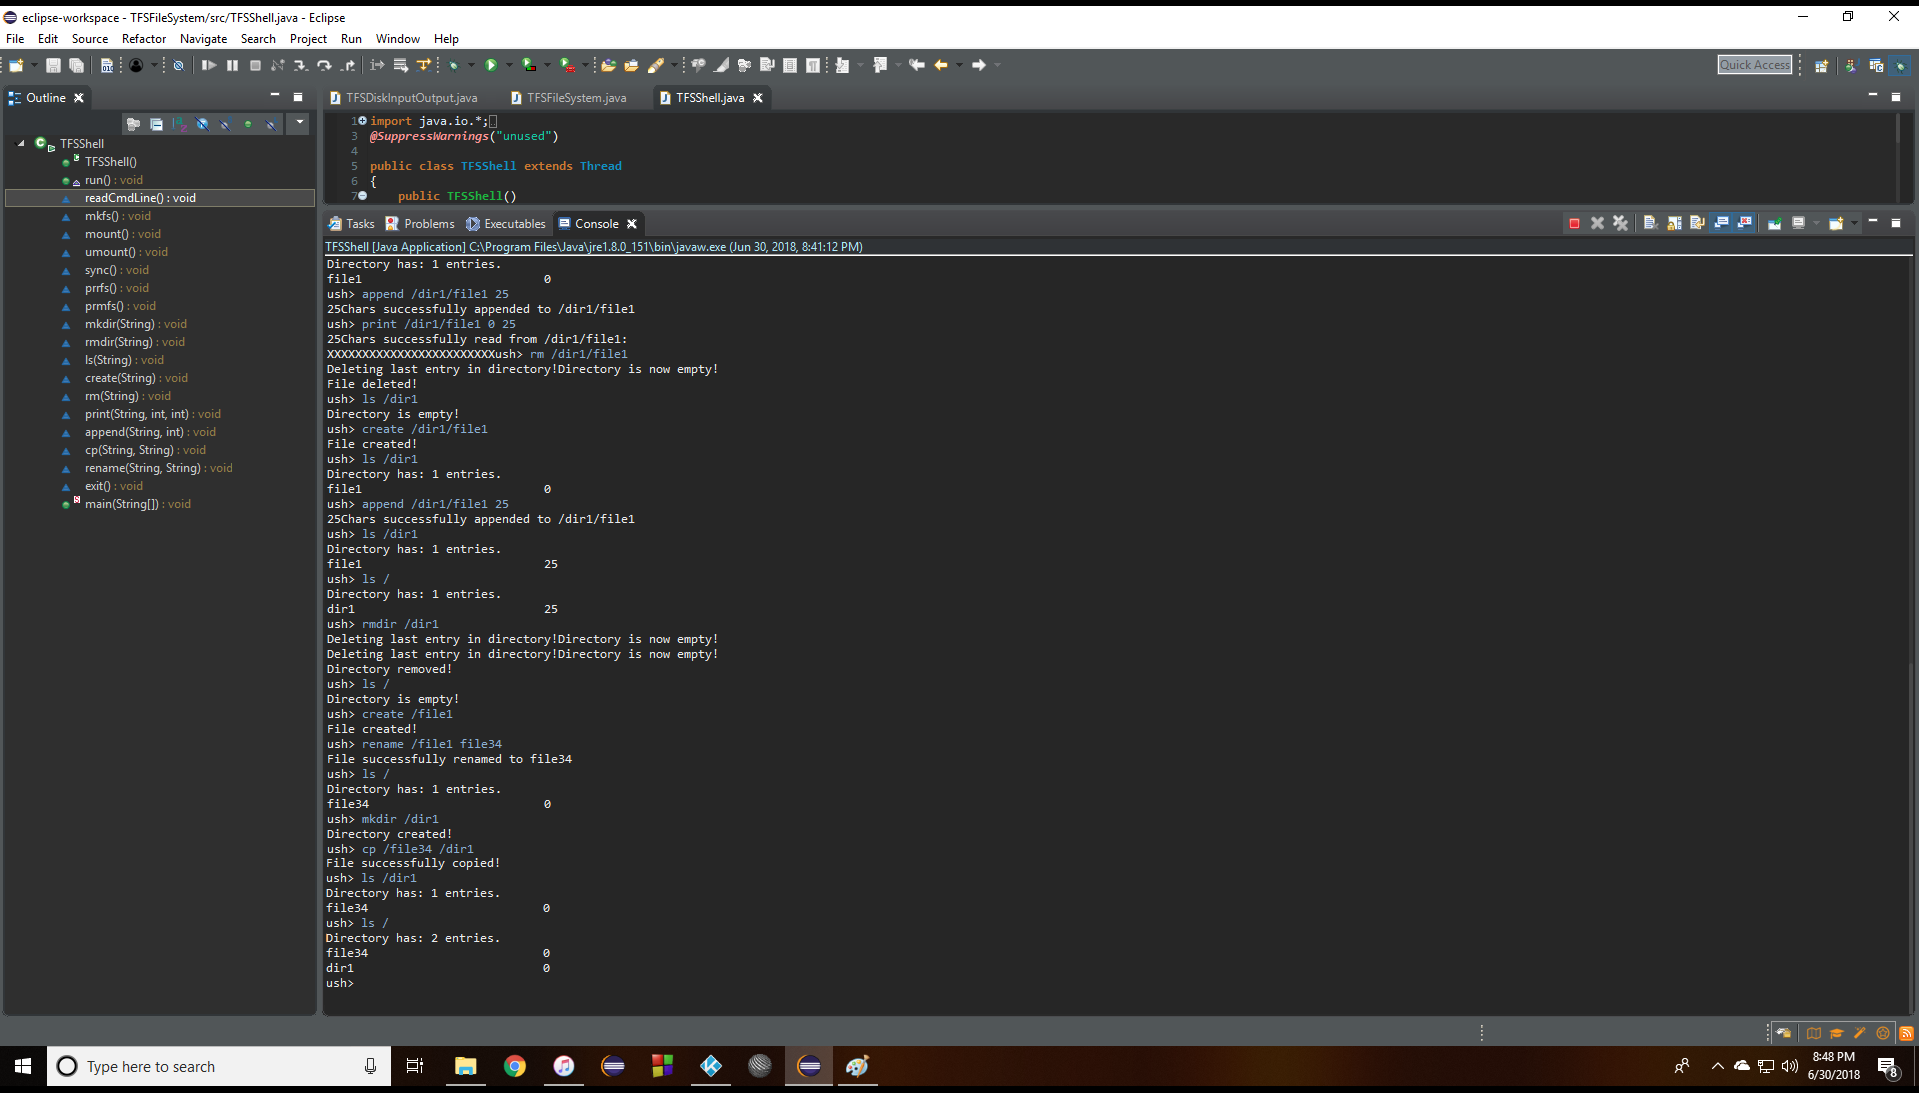 eclipse-workspace - TFSFileSystem/src/TFSShell.java - Eclipse
File Edit Source Refactor Navigate Search Project Run Window Help
Quick Access
Outline
TFSDiskInputOutput.java TFSFileSystem.java TFSShell.java
TFSShell
TFSShell()
run() : void
readCmdLine() : void
mkfs() : void
mount() : void
umount() : void
sync() : void
prrfs() : void
prmfs() : void
mkdir(String) : void
rmdir(String) : void
ls(String) : void
create(String) : void
rm(String) : void
print(String, int, int) : void
append(String, int) : void
cp(String, String) : void
rename(String, String) : void
exit() : void
main(String[]) : void
1 import java.io.*;
3 @SuppressWarnings("unused")
4
5 public class TFSShell extends Thread
6 {
7 public TFSShell()
Tasks Problems Executables Console
TFSShell [Java Application] C:\Program Files\Java\jre1.8.0_151\bin\javaw.exe (Jun 30, 2018, 8:41:12 PM)
Directory has: 1 entries.
file1 0
ush> append /dir1/file1 25
25Chars successfully appended to /dir1/file1
ush> print /dir1/file1 0 25
25Chars successfully read from /dir1/file1:
XXXXXXXXXXXXXXXXXXXXXXXXush> rm /dir1/file1
Deleting last entry in directory!Directory is now empty!
File deleted!
ush> ls /dir1
Directory is empty!
ush> create /dir1/file1
File created!
ush> ls /dir1
Directory has: 1 entries.
file1 0
ush> append /dir1/file1 25
25Chars successfully appended to /dir1/file1
ush> ls /dir1
Directory has: 1 entries.
file1 25
ush> ls /
Directory has: 1 entries.
dir1 25
ush> rmdir /dir1
Deleting last entry in directory!Directory is now empty!
Deleting last entry in directory!Directory is now empty!
Directory removed!
ush> ls /
Directory is empty!
ush> create /file1
File created!
ush> rename /file1 file34
File successfully renamed to file34
ush> ls /
Directory has: 1 entries.
file34 0
ush> mkdir /dir1
Directory created!
ush> cp /file34 /dir1
File successfully copied!
ush> ls /dir1
Directory has: 1 entries.
file34 0
ush> ls /
Directory has: 2 entries.
file34 0
dir1 0
ush>
Type here to search
8:48 PM
6/30/2018
8